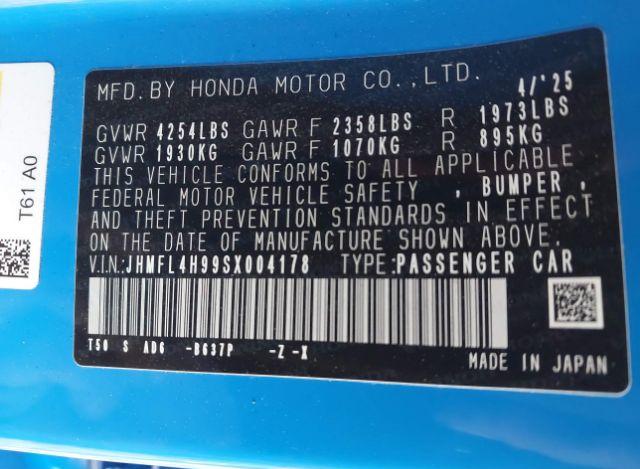 MFD. BY HONDA MOTOR CO., LTD. 4/'25
GVWR 4254LBS GAWR F 2358LBS R 1973LBS
GVWR 1930KG GAWR F 1070KG R 895KG
THIS VEHICLE CONFORMS TO ALL APPLICABLE
FEDERAL MOTOR VEHICLE SAFETY , BUMPER ,
AND THEFT PREVENTION STANDARDS IN EFFECT
ON THE DATE OF MANUFACTURE SHOWN ABOVE.
V.I.N:JHMFL4H99SX004178 TYPE:PASSENGER CAR
T50 S AD6 -B637P -Z -X
MADE IN JAPAN
T61 A0